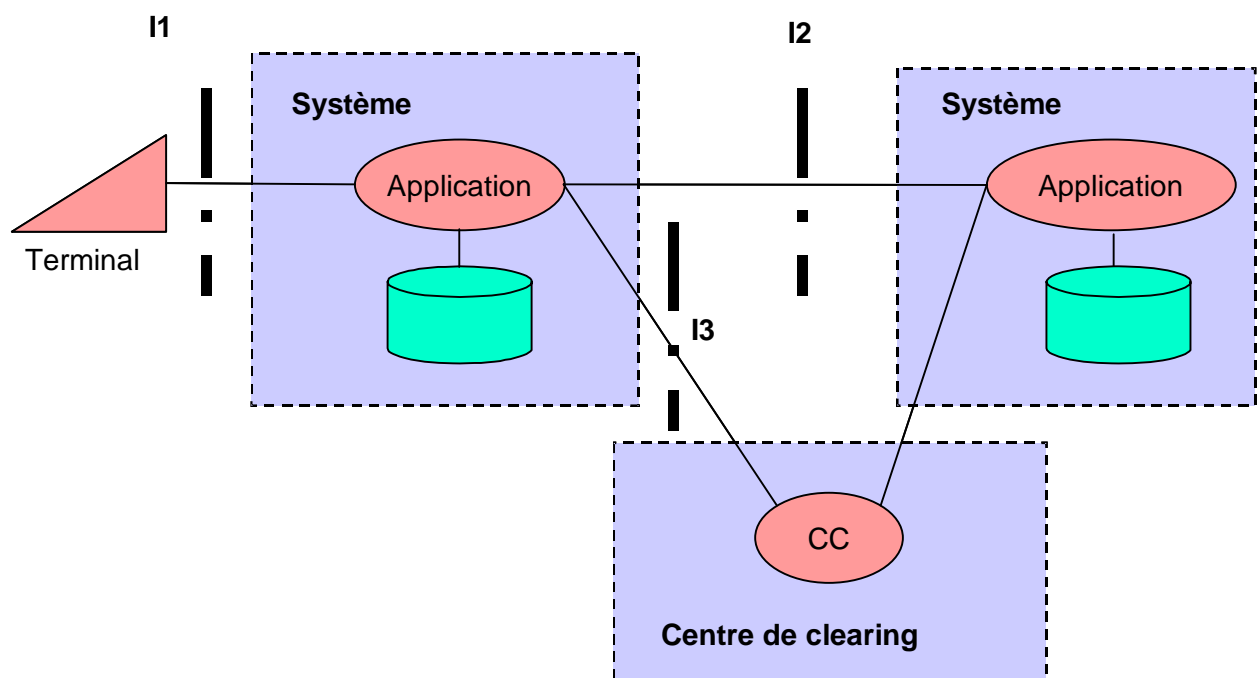 I1
I2
Système
Système
Application
Application
Terminal
I3
CC
Centre de clearing